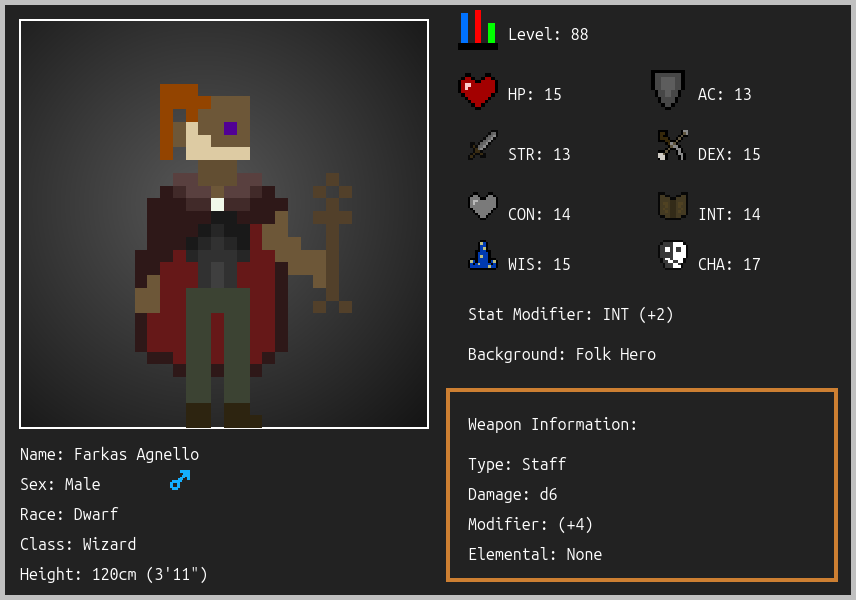 Level: 88
HP: 15
AC: 13
STR: 13
DEX: 15
CON: 14
INT: 14
WIS: 15
CHA: 17
Stat Modifier: INT (+2)
Background: Folk Hero
Weapon Information:
Type: Staff
Damage: d6
Modifier: (+4)
Elemental: None
Name: Farkas Agnello
Sex: Male
Race: Dwarf
Class: Wizard
Height: 120cm (3'11")